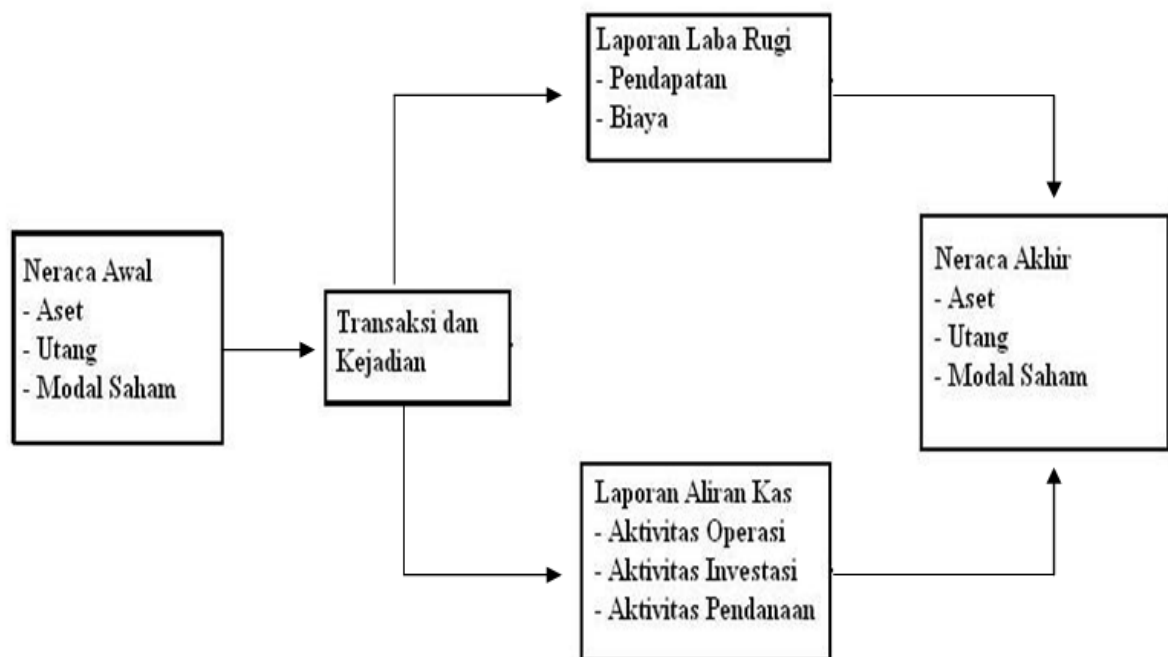 Neraca Awal
- Aset
- Utang
- Modal Saham
Transaksi dan
Kejadian
Laporan Laba Rugi
- Pendapatan
- Biaya
Laporan Aliran Kas
- Aktivitas Operasi
- Aktivitas Investasi
- Aktivitas Pendanaan
Neraca Akhir
- Aset
- Utang
- Modal Saham